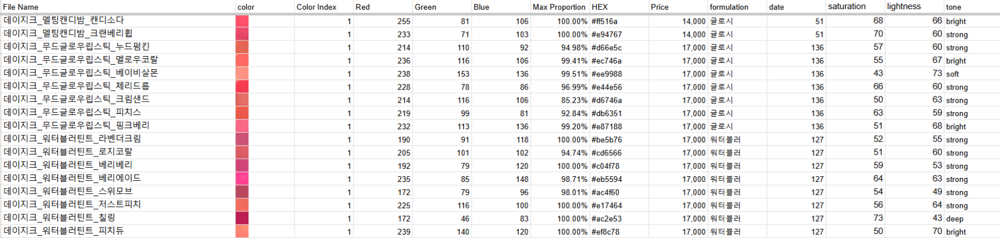 File Name color Color Index Red Green Blue Max Proportion HEX Price formulation date saturation lightness tone
데이지크_멜팅캔디밤_캔디소다 1 255 81 106 100.00% #ff516a 14,000 글로시 51 68 66 bright
데이지크_멜팅캔디밤_크랜베리휩 1 233 71 103 100.00% #e94767 14,000 글로시 51 70 60 strong
데이지크_무드글로우립스틱_누드펌킨 1 214 110 92 94.98% #d66e5c 17,000 글로시 136 57 60 strong
데이지크_무드글로우립스틱_멜로우코랄 1 236 116 106 99.41% #ec746a 17,000 글로시 136 55 67 bright
데이지크_무드글로우립스틱_베이비살몬 1 238 153 136 99.51% #ee9988 17,000 글로시 136 43 73 soft
데이지크_무드글로우립스틱_체리드롭 1 228 78 86 96.99% #e44e56 17,000 글로시 136 66 60 strong
데이지크_무드글로우립스틱_크림샌드 1 214 116 106 85.23% #d6746a 17,000 글로시 136 50 63 strong
데이지크_무드글로우립스틱_피치스 1 219 99 81 92.84% #db6351 17,000 글로시 136 63 59 strong
데이지크_무드글로우립스틱_핑크베리 1 232 113 136 99.20% #e87188 17,000 글로시 136 51 68 bright
데이지크_워터블러틴트_라벤더크림 1 190 91 118 100.00% #be5b76 17,000 워터블러 127 52 55 strong
데이지크_워터블러틴트_로지코랄 1 205 101 102 94.74% #cd6566 17,000 워터블러 127 51 60 strong
데이지크_워터블러틴트_베리베리 1 192 79 120 100.00% #c04f78 17,000 워터블러 127 59 53 strong
데이지크_워터블러틴트_베리에이드 1 235 85 148 98.71% #eb5594 17,000 워터블러 127 64 63 strong
데이지크_워터블러틴트_스위모브 1 172 79 96 98.01% #ac4f60 17,000 워터블러 127 54 49 strong
데이지크_워터블러틴트_저스트피치 1 225 116 100 100.00% #e17464 17,000 워터블러 127 56 64 strong
데이지크_워터블러틴트_칠링 1 172 46 83 100.00% #ac2e53 17,000 워터블러 127 73 43 deep
데이지크_워터블러틴트_피치듀 1 239 140 120 100.00% #ef8c78 17,000 워터블러 127 50 70 bright